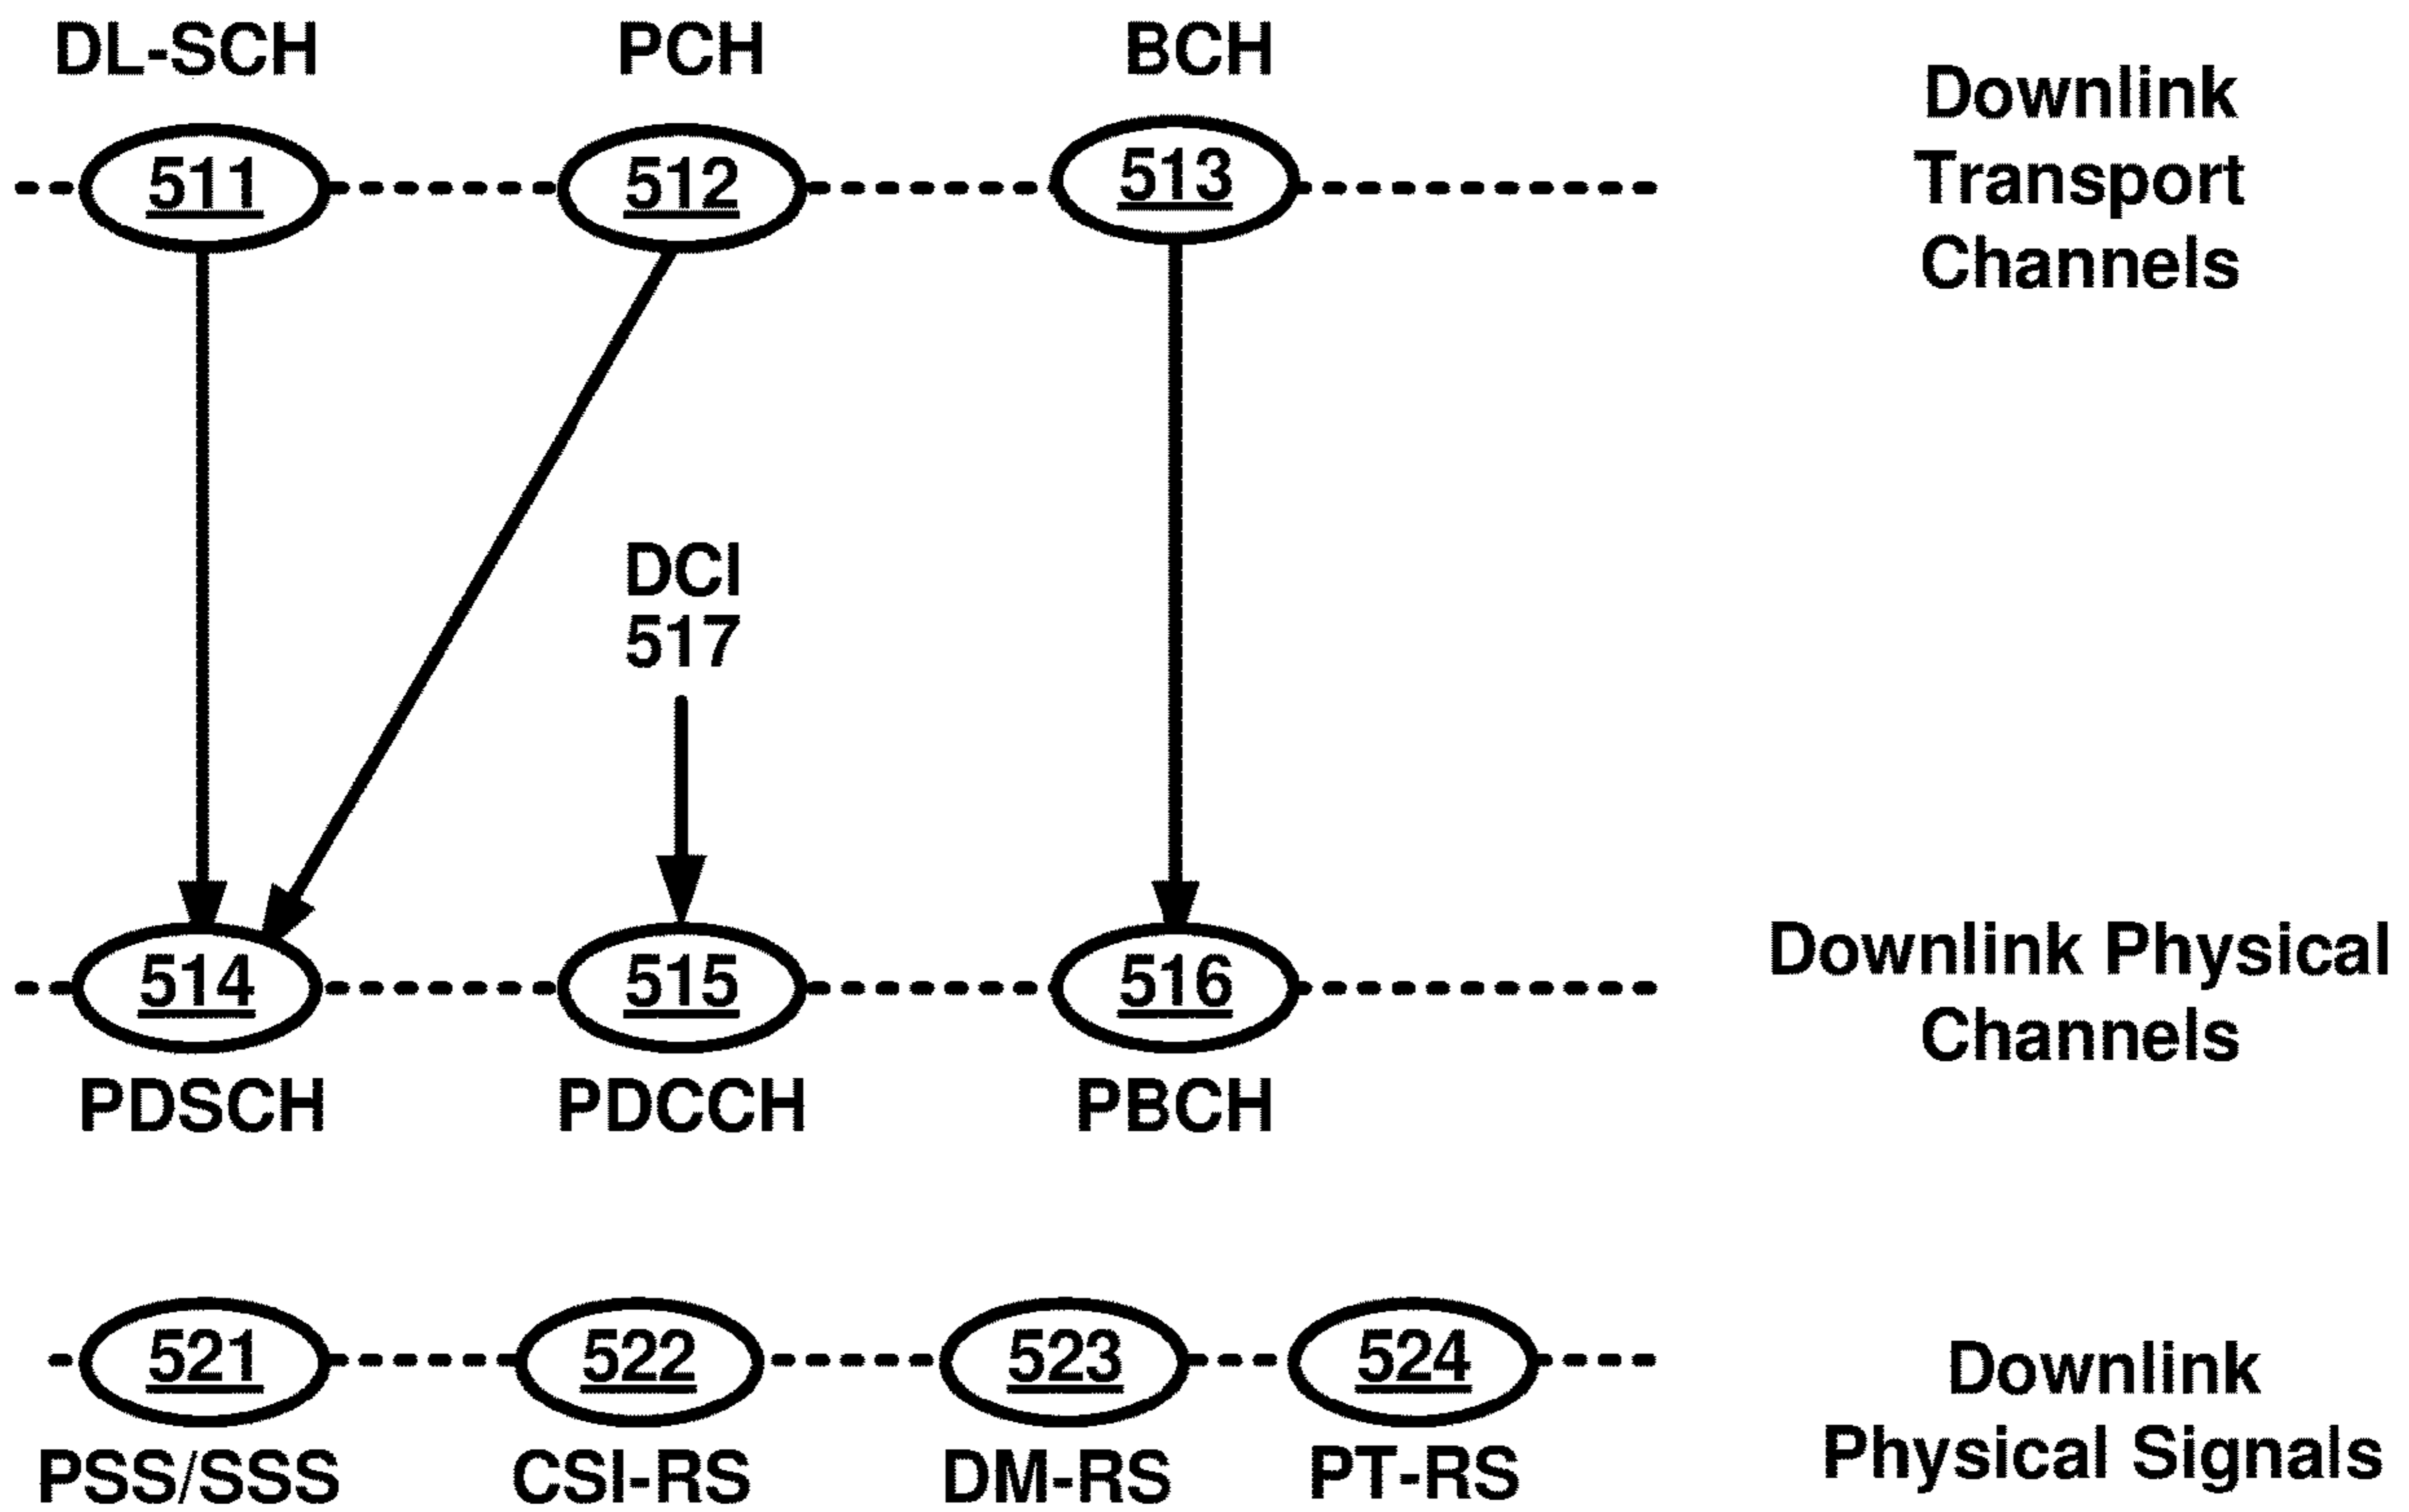 DL-SCH
PCH
BCH
511
512
513
Downlink
Transport
Channels
DCI
517
514
515
516
Downlink Physical
Channels
PDSCH
PDCCH
PBCH
521
522
523
524
Downlink
Physical Signals
PSS/SSS
CSI-RS
DM-RS
PT-RS